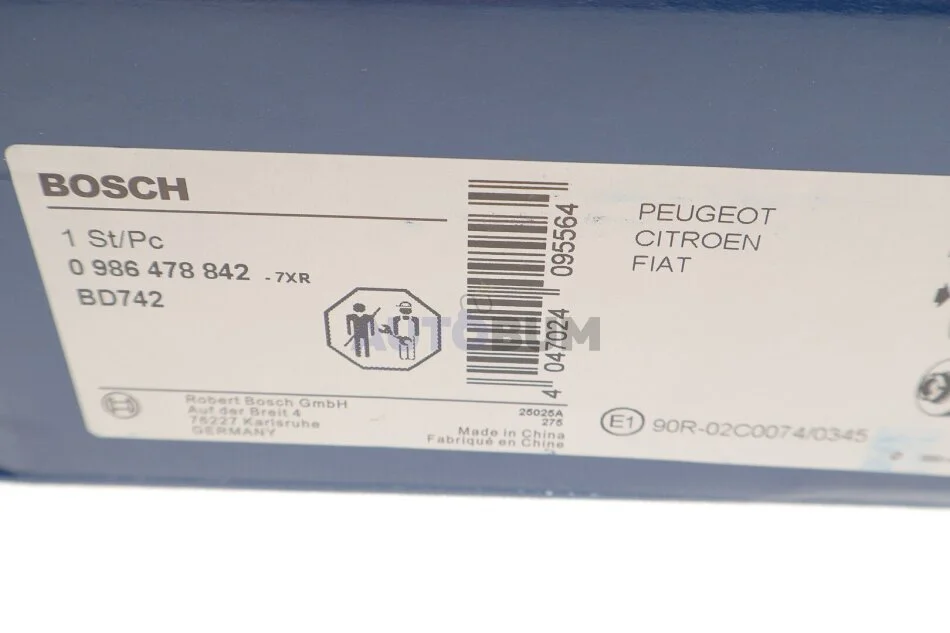 BOSCH
1 St/Pc
0 986 478 842 - 7XR
BD742
4 047024 095564
PEUGEOT
CITROEN
FIAT
AUTOBUM
Robert Bosch GmbH
Auf der Breit 4
76227 Karlsruhe
GERMANY
25025A
275
Made in China
Fabriqué en Chine
E1 90R-02C0074/0345